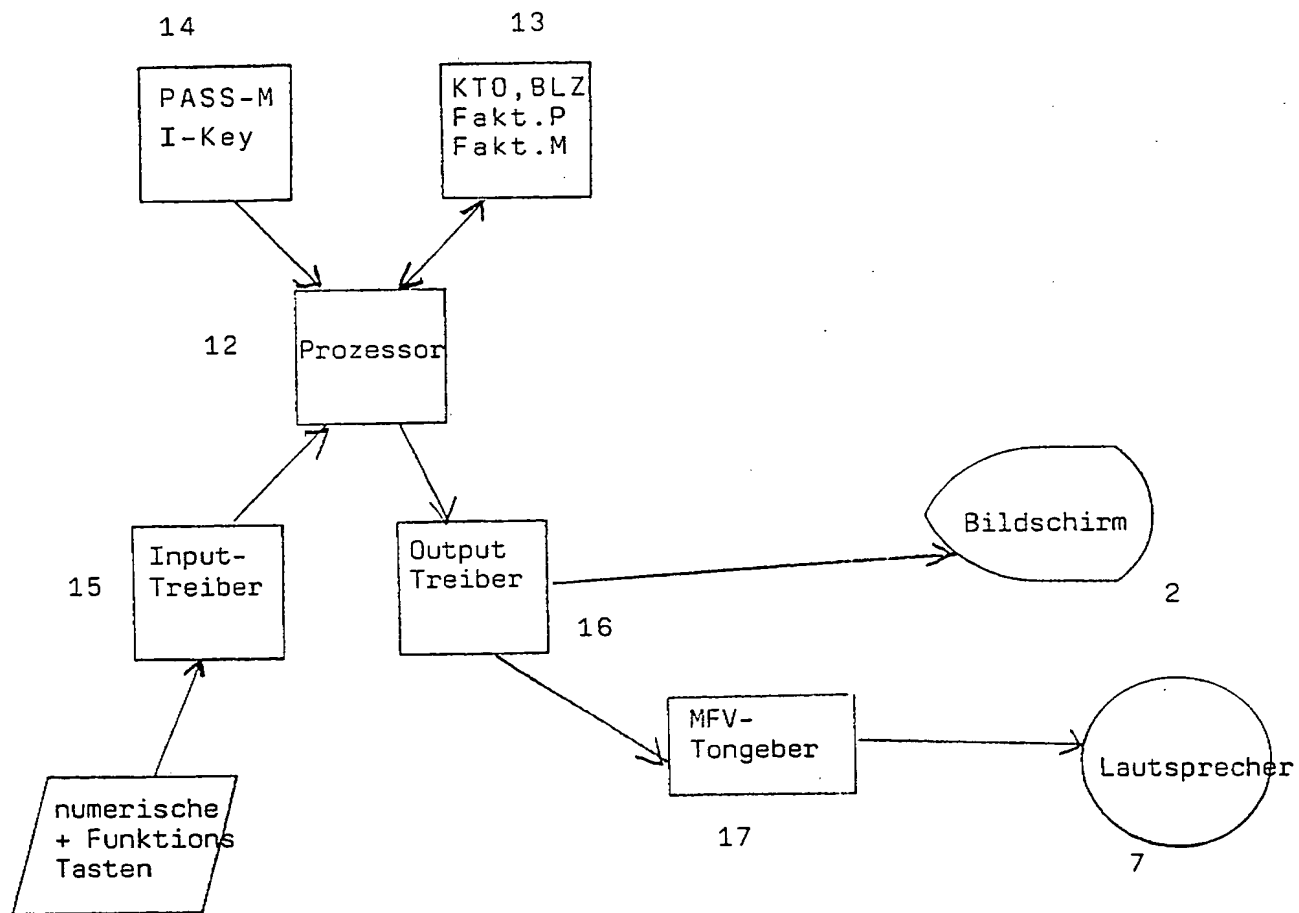 14
13
PASS-M
I-Key
KTO,BLZ
Fakt.P
Fakt.M
12
Prozessor
Input-
Treiber
15
Output
Treiber
16
Bildschirm
2
MFV-
Tongeber
17
Lautsprecher
7
numerische
+ Funktions
Tasten